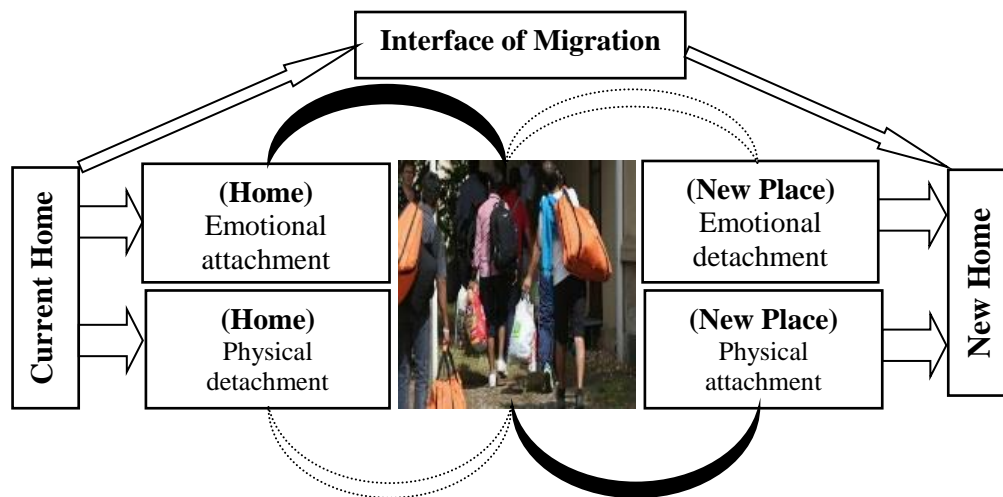 Interface of Migration
Current Home
(Home)
Emotional
attachment
(Home)
Physical
detachment
(New Place)
Emotional
detachment
(New Place)
Physical
attachment
New Home